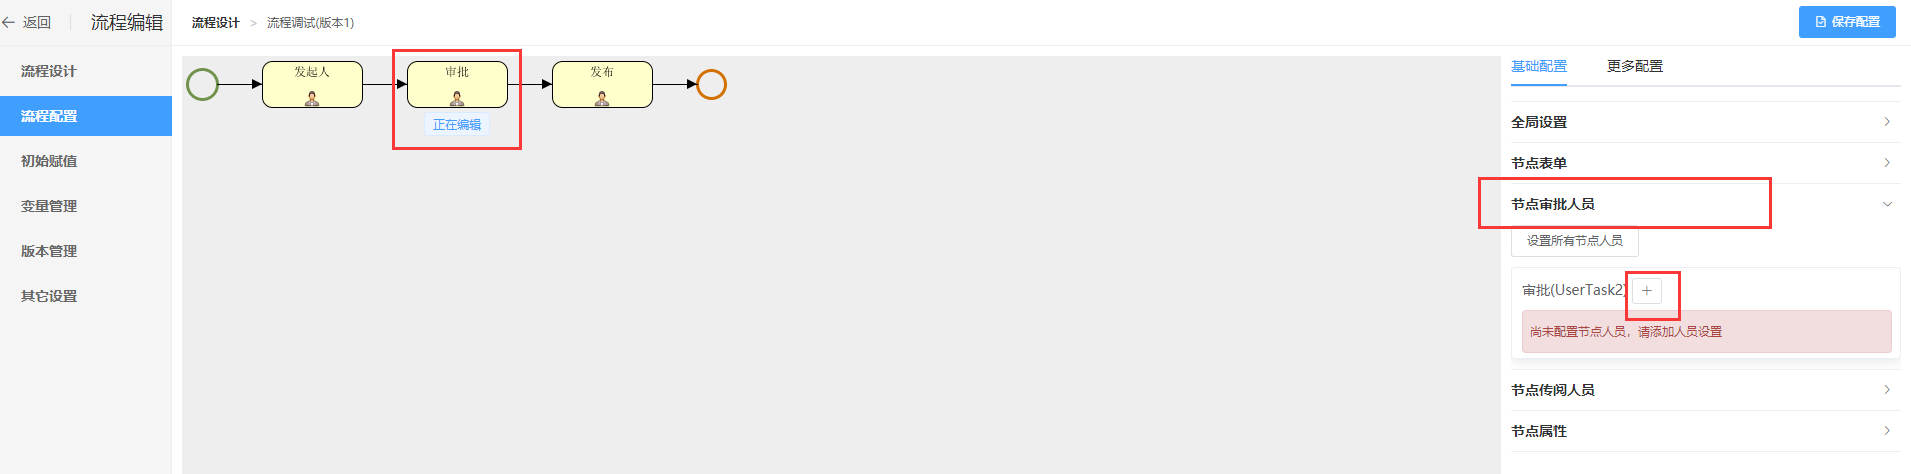 返回
流程编辑
流程设计 > 流程调试(版本1)
保存配置
流程设计
流程配置
初始赋值
变量管理
版本管理
其它设置
发起人
审批
发布
正在编辑
基础配置
更多配置
全局设置
节点表单
节点审批人员
设置所有节点人员
审批(UserTask2)
尚未配置节点人员，请添加人员设置
节点传阅人员
节点属性